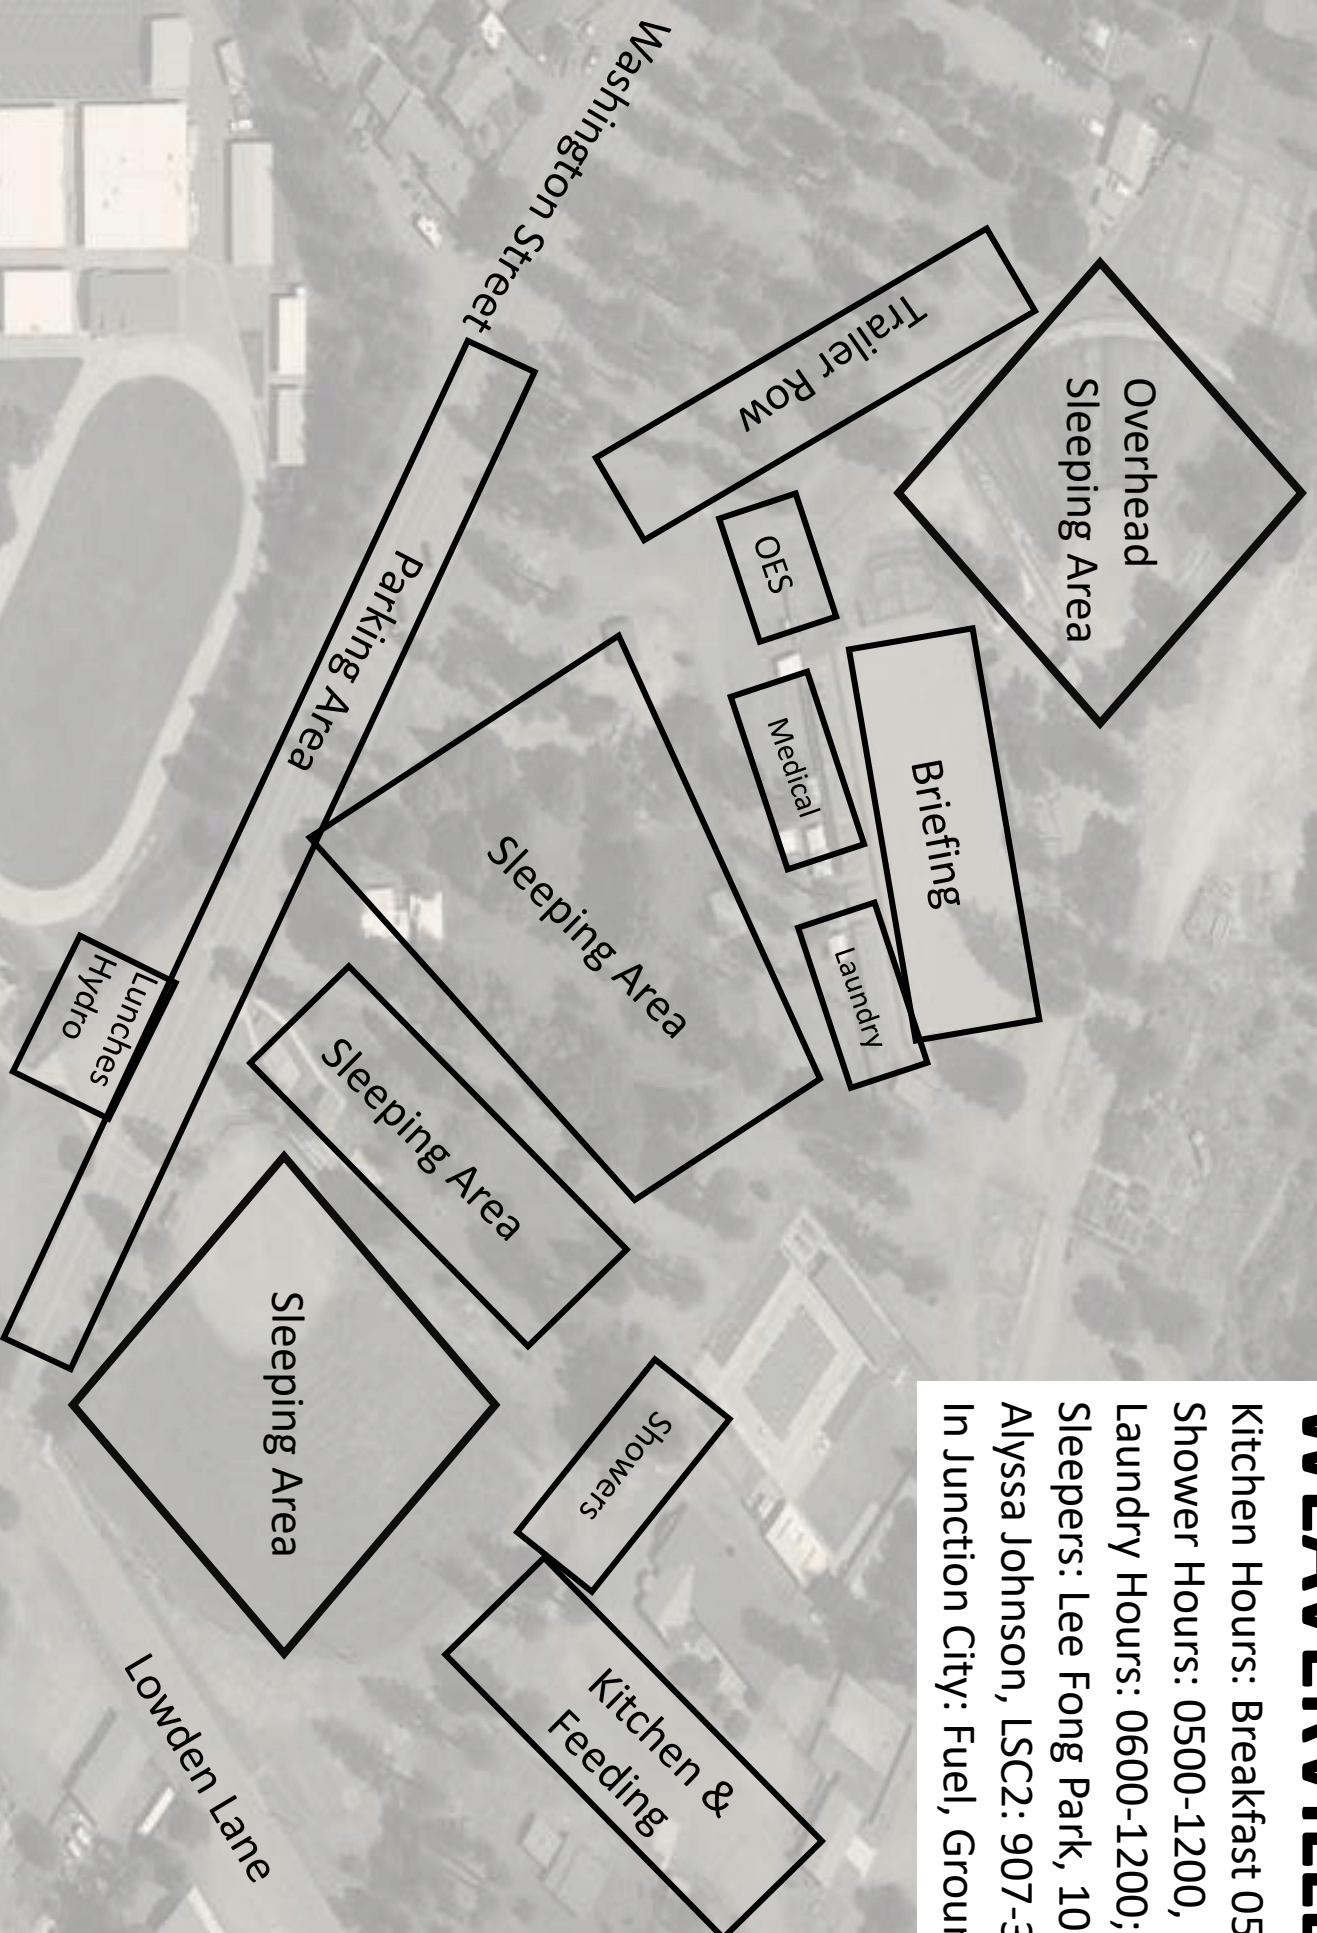 WEAVERVILLE
Kitchen Hours: Breakfast 05
Shower Hours: 0500-1200,
Laundry Hours: 0600-1200;
Sleepers: Lee Fong Park, 10
Alyssa Johnson, LSC2: 907-3
In Junction City: Fuel, Groun
Overhead
Sleeping Area
Trailer Row
Washington Street
OES
Briefing
Medical
Laundry
Parking Area
Sleeping Area
Sleeping Area
Lunches
Hydro
Sleeping Area
Showers
Kitchen &
Feeding
Lowden Lane